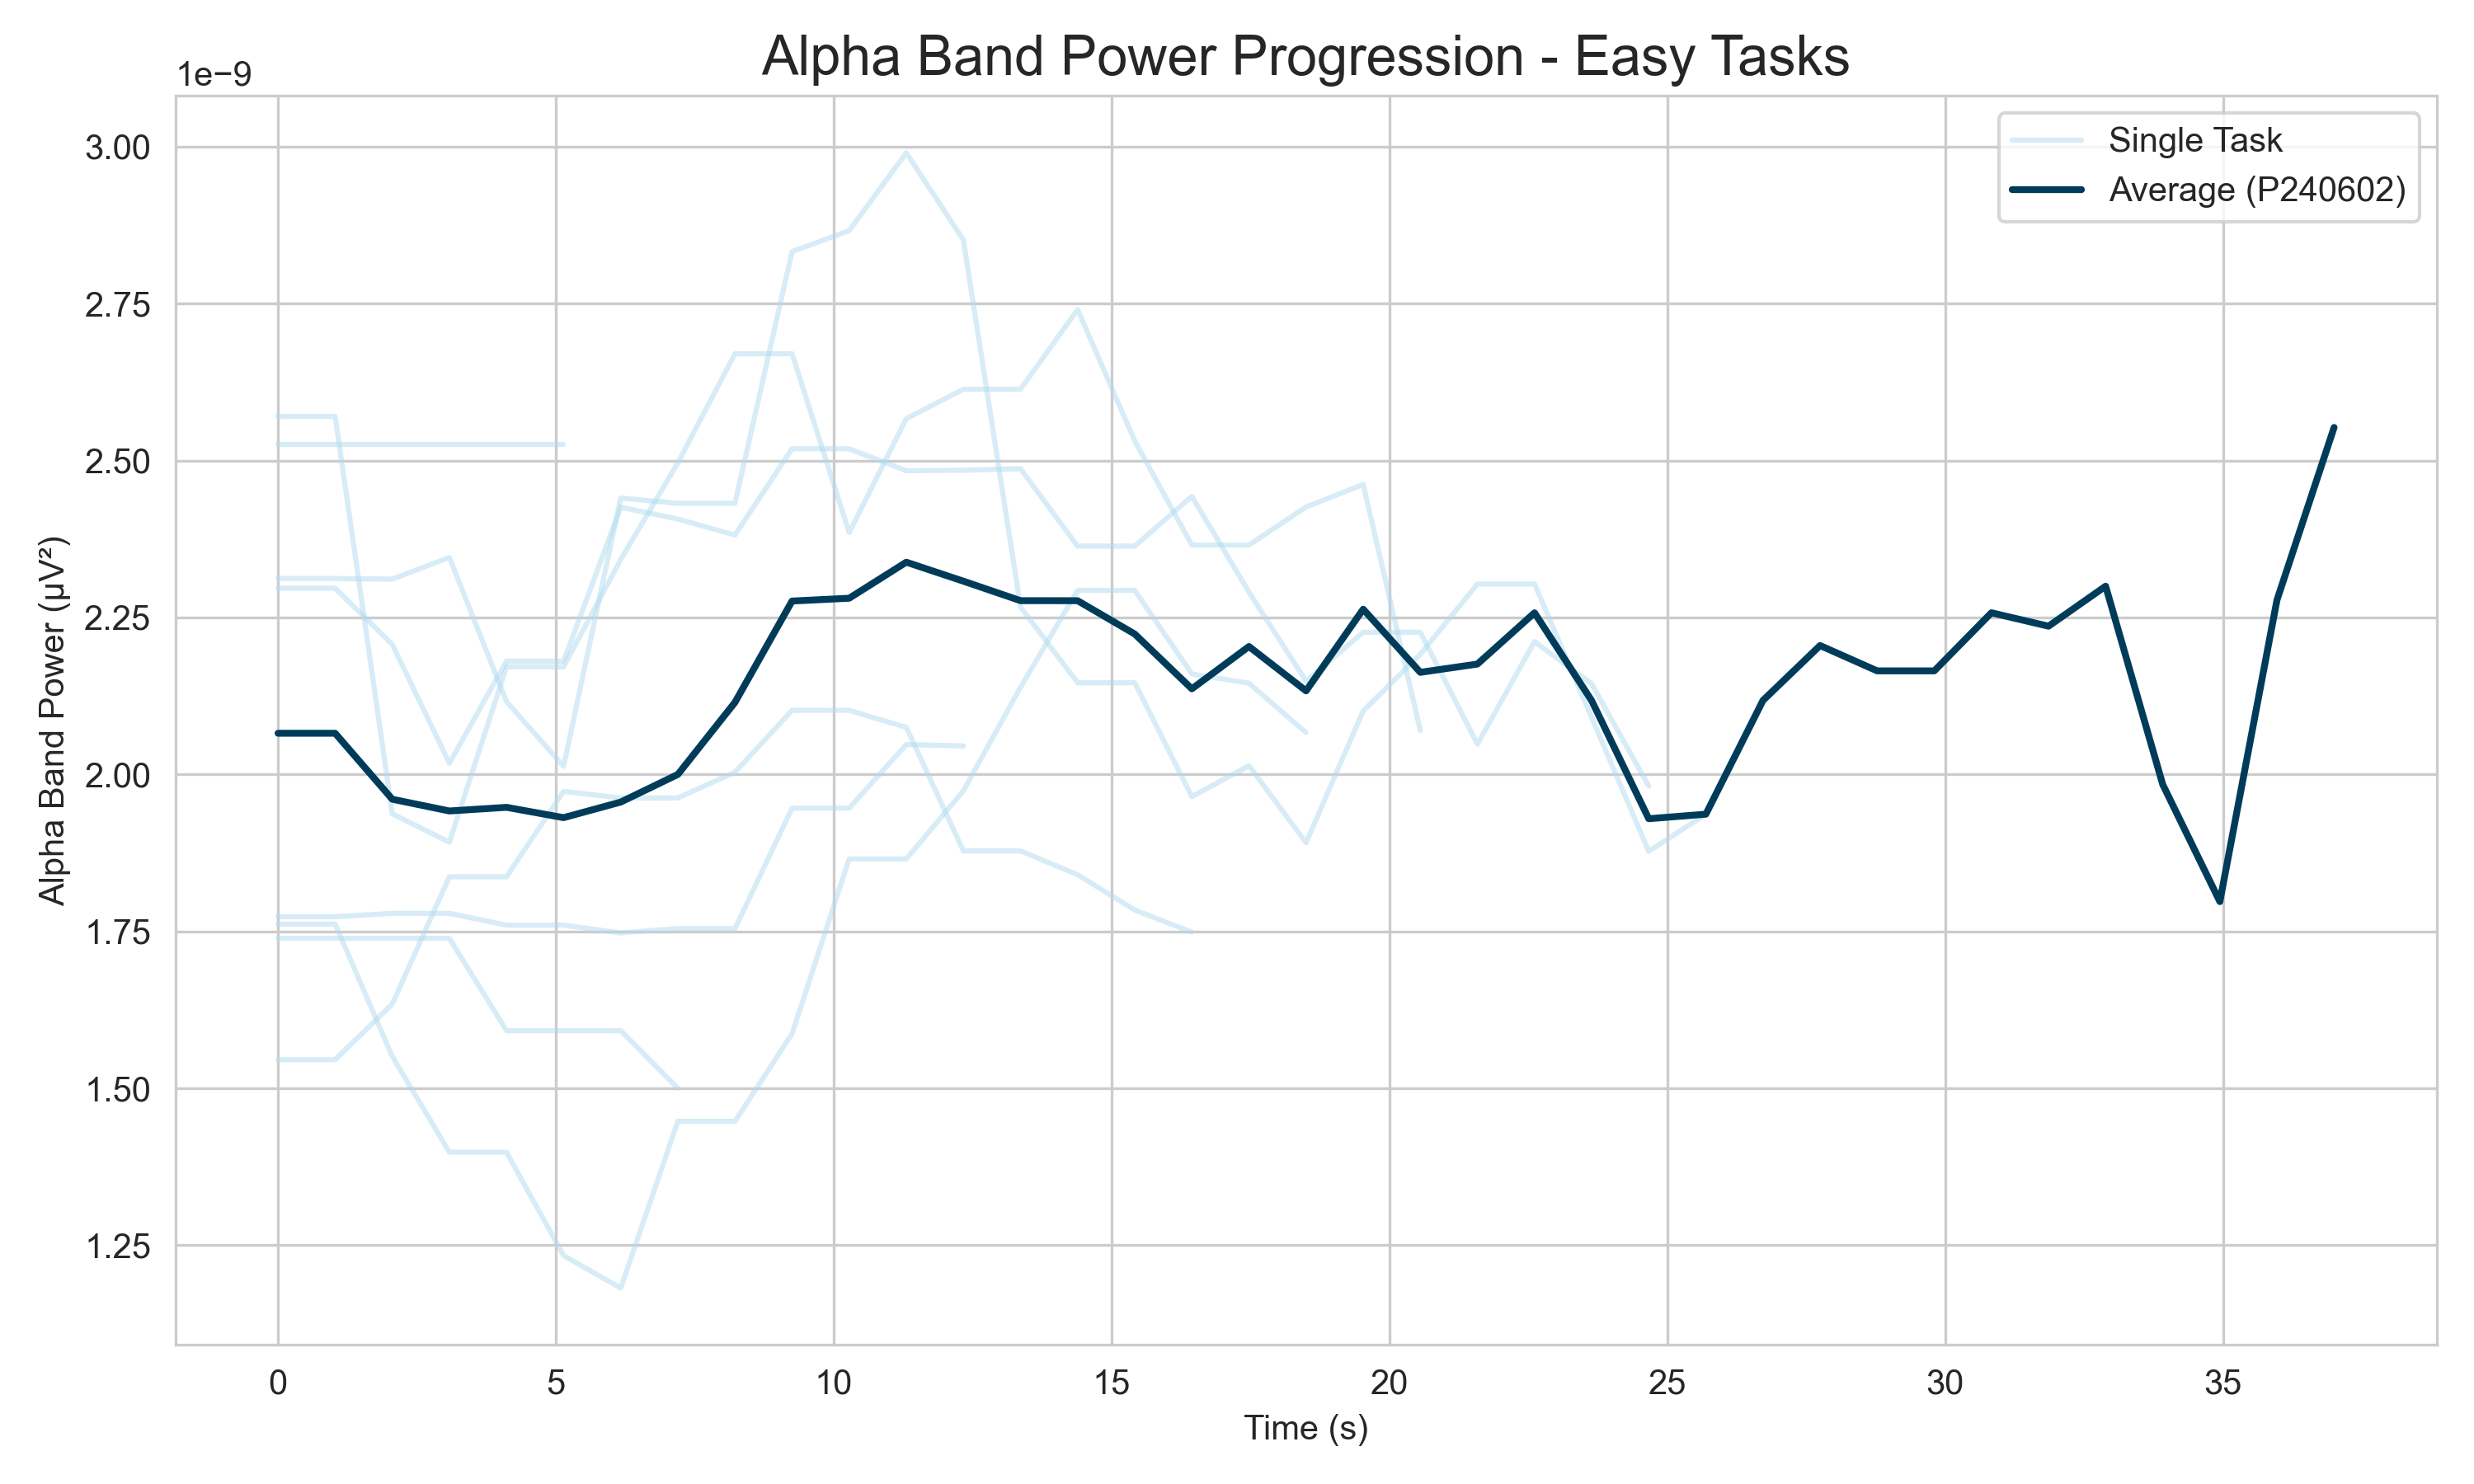 Alpha Band Power Progression - Easy Tasks
1e−9
Single Task
Average (P240602)
3.00
2.75
2.50
2.25
2.00
1.75
1.50
1.25
Alpha Band Power (µV²)
0 5 10 15 20 25 30 35
Time (s)